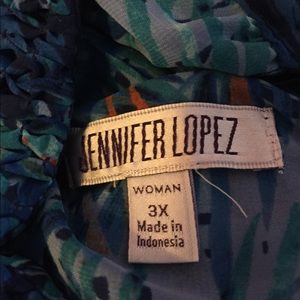 JENNIFER LOPEZ
WOMAN
3X
Made in
Indonesia